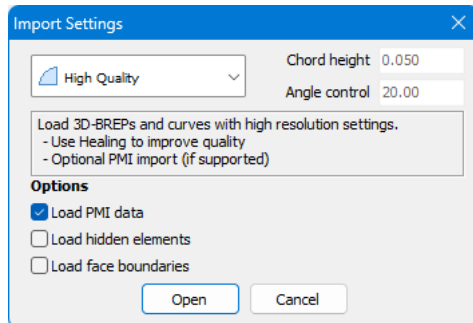 Import Settings
High Quality
Chord height 0.050
Angle control 20.00
Load 3D-BREPs and curves with high resolution settings.
- Use Healing to improve quality
- Optional PMI import (if supported)
Options
Load PMI data
Load hidden elements
Load face boundaries
Open Cancel